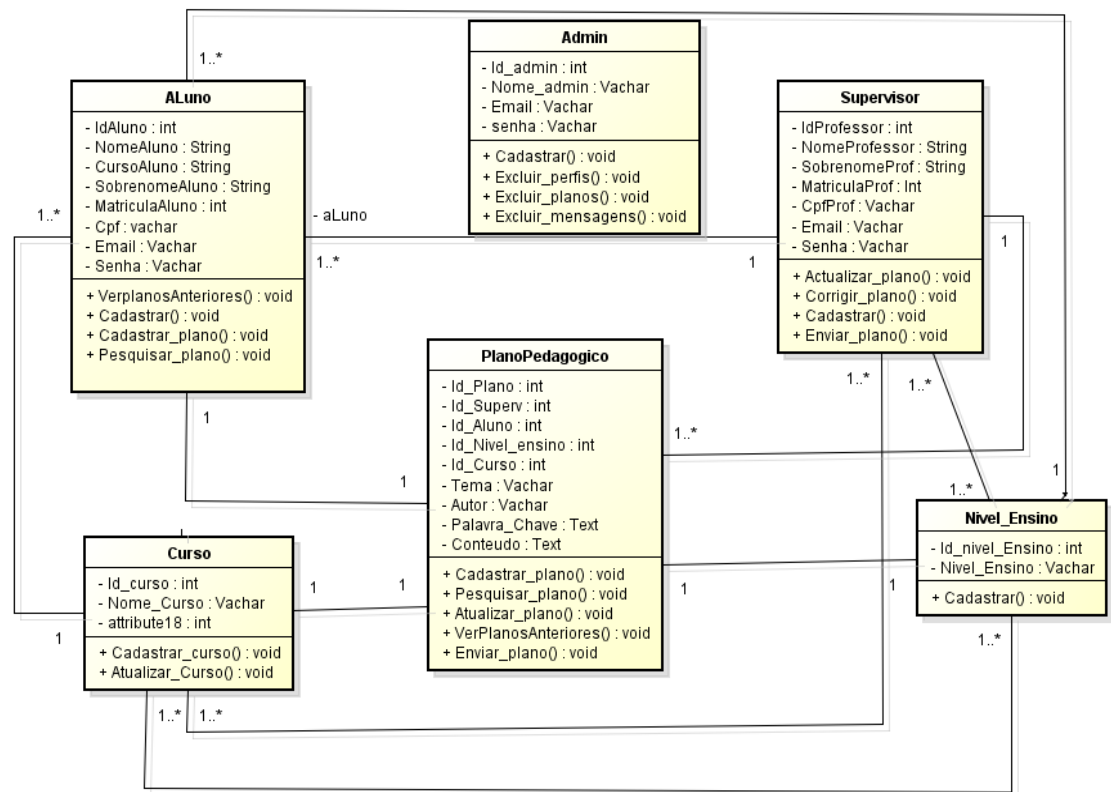 1..*
Admin
- Id_admin : int
- Nome_admin : Vachar
- Email : Vachar
- senha : Vachar
+ Cadastrar() : void
+ Excluir_perfis() : void
+ Excluir_planos() : void
+ Excluir_mensagens() : void
ALuno
- IdAluno : int
- NomeAluno : String
- CursoAluno : String
- SobrenomeAluno : String
- MatriculaAluno : int
- Cpf : vachar
- Email : Vachar
- Senha : Vachar
+ VerplanosAnteriores() : void
+ Cadastrar() : void
+ Cadastrar_plano() : void
+ Pesquisar_plano() : void
Supervisor
- IdProfessor : int
- NomeProfessor : String
- SobrenomeProf : String
- MatriculaProf : Int
- CpfProf : Vachar
- Email : Vachar
- Senha : Vachar
+ Actualizar_plano() : void
+ Corrigir_plano() : void
+ Cadastrar() : void
+ Enviar_plano() : void
1..*
- aLuno
1..*
1
1
PlanoPedagogico
- Id_Plano : int
- Id_Superv : int
- Id_Aluno : int
- Id_Nivel_ensino : int
- Id_Curso : int
- Tema : Vachar
- Autor : Vachar
- Palavra_Chave : Text
- Conteudo : Text
+ Cadastrar_plano() : void
+ Pesquisar_plano() : void
+ Atualizar_plano() : void
+ VerPlanosAnteriores() : void
+ Enviar_plano() : void
1..*
1..*
1
1..*
1
1
1..*
Nivel_Ensino
- Id_nivel_Ensino : int
- Nivel_Ensino : Vachar
+ Cadastrar() : void
Curso
- Id_curso : int
- Nome_Curso : Vachar
- attribute18 : int
+ Cadastrar_curso() : void
+ Atualizar_Curso() : void
1
1
1
1
1
1..*
1..*
1..*